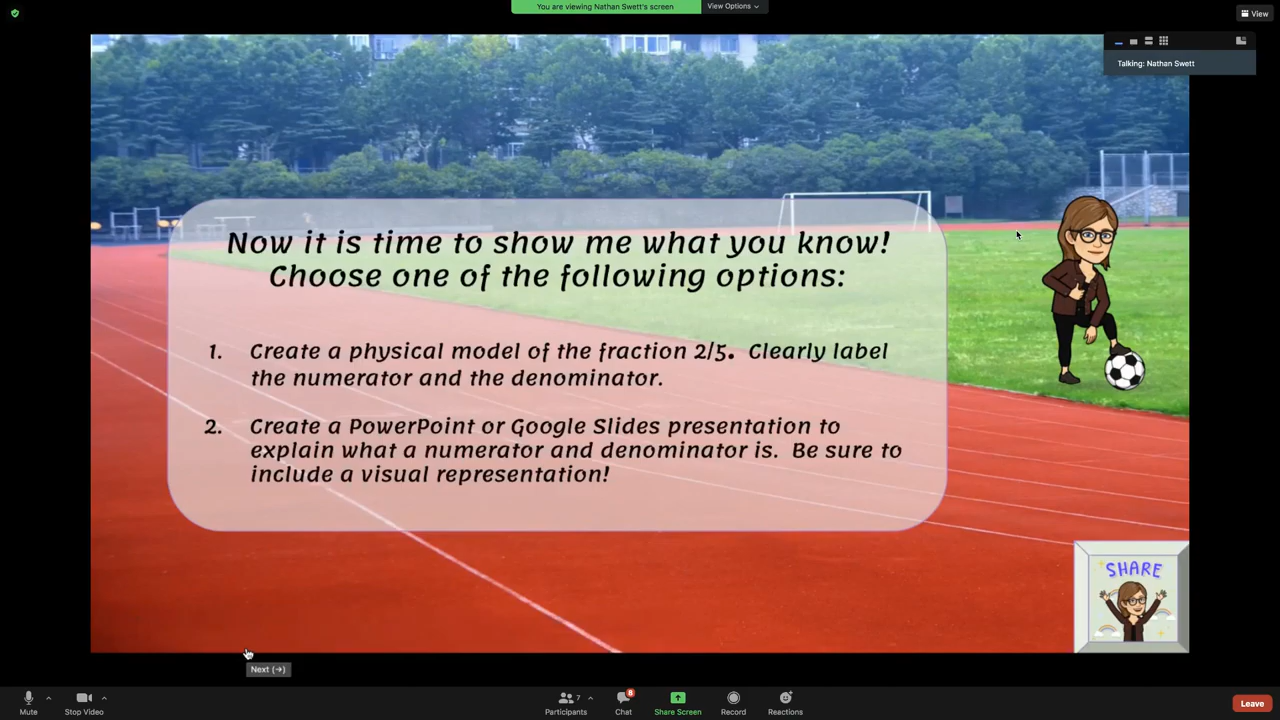 You are viewing Nathan Swett's screen
View Options
View
Talking: Nathan Swett
Now it is time to show me what you know!
Choose one of the following options:
1. Create a physical model of the fraction 2/5. Clearly label
the numerator and the denominator.
2. Create a PowerPoint or Google Slides presentation to
explain what a numerator and denominator is. Be sure to
include a visual representation!
SHARE
Next (→)
Mute
Stop Video
Participants
7
Chat
8
Share Screen
Record
Reactions
Leave